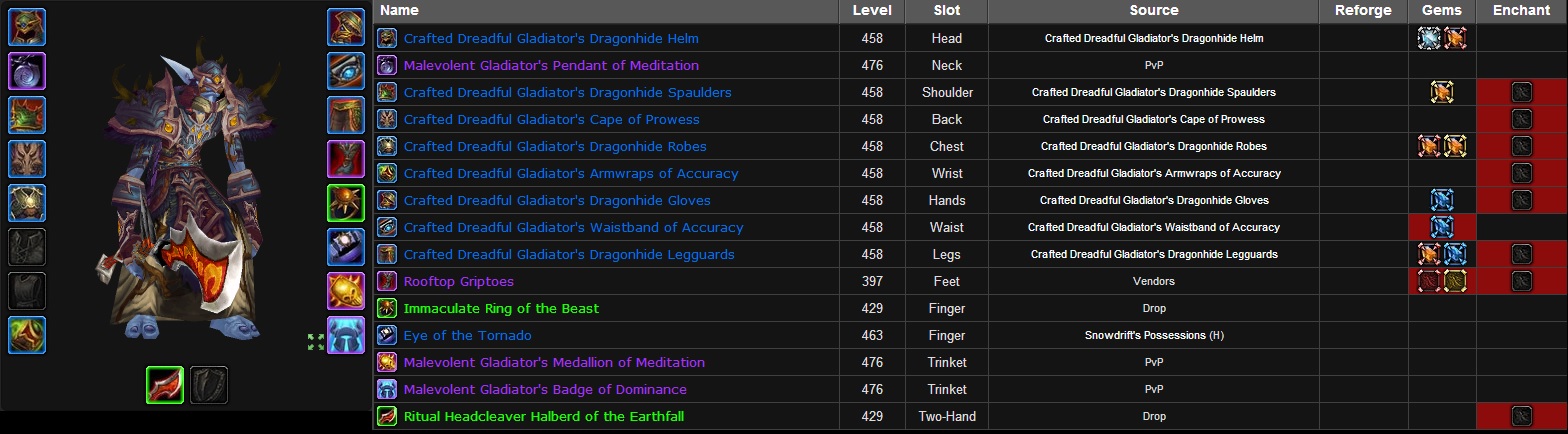 Name Level Slot Source Reforge Gems Enchant
Crafted Dreadful Gladiator's Dragonhide Helm 458 Head Crafted Dreadful Gladiator's Dragonhide Helm
Malevolent Gladiator's Pendant of Meditation 476 Neck PvP
Crafted Dreadful Gladiator's Dragonhide Spaulders 458 Shoulder Crafted Dreadful Gladiator's Dragonhide Spaulders
Crafted Dreadful Gladiator's Cape of Prowess 458 Back Crafted Dreadful Gladiator's Cape of Prowess
Crafted Dreadful Gladiator's Dragonhide Robes 458 Chest Crafted Dreadful Gladiator's Dragonhide Robes
Crafted Dreadful Gladiator's Armwraps of Accuracy 458 Wrist Crafted Dreadful Gladiator's Armwraps of Accuracy
Crafted Dreadful Gladiator's Dragonhide Gloves 458 Hands Crafted Dreadful Gladiator's Dragonhide Gloves
Crafted Dreadful Gladiator's Waistband of Accuracy 458 Waist Crafted Dreadful Gladiator's Waistband of Accuracy
Crafted Dreadful Gladiator's Dragonhide Legguards 458 Legs Crafted Dreadful Gladiator's Dragonhide Legguards
Rooftop Griptoes 397 Feet Vendors
Immaculate Ring of the Beast 429 Finger Drop
Eye of the Tornado 463 Finger Snowdrift's Possessions (H)
Malevolent Gladiator's Medallion of Meditation 476 Trinket PvP
Malevolent Gladiator's Badge of Dominance 476 Trinket PvP
Ritual Headcleaver Halberd of the Earthfall 429 Two-Hand Drop